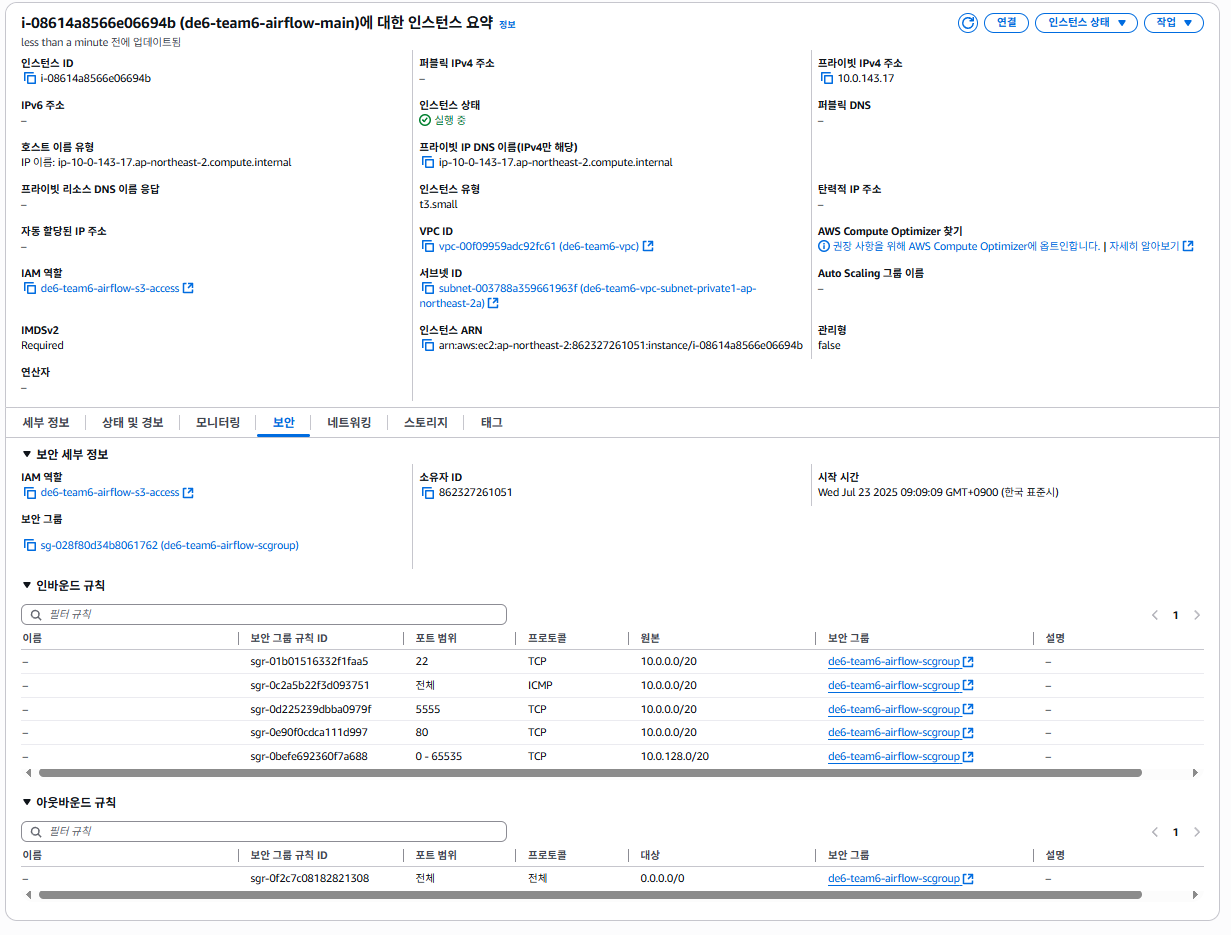 i-08614a8566e06694b (de6-team6-airflow-main)에 대한 인스턴스 요약 정보
연결 인스턴스 상태 작업
less than a minute 전에 업데이트됨
인스턴스 ID
i-08614a8566e06694b
퍼블릭 IPv4 주소
–
프라이빗 IPv4 주소
10.0.143.17
IPv6 주소
–
인스턴스 상태
실행 중
퍼블릭 DNS
–
호스트 이름 유형
IP 이름: ip-10-0-143-17.ap-northeast-2.compute.internal
프라이빗 IP DNS 이름(IPv4만 해당)
ip-10-0-143-17.ap-northeast-2.compute.internal
프라이빗 리소스 DNS 이름 응답
–
인스턴스 유형
t3.small
탄력적 IP 주소
–
자동 할당된 IP 주소
–
VPC ID
vpc-00f09959adc92fc61 (de6-team6-vpc)
AWS Compute Optimizer 찾기
권장 사항을 위해 AWS Compute Optimizer에 옵트인합니다. | 자세히 알아보기
IAM 역할
de6-team6-airflow-s3-access
서브넷 ID
subnet-003788a359661963f (de6-team6-vpc-subnet-private1-ap-
northeast-2a)
Auto Scaling 그룹 이름
–
IMDSv2
Required
인스턴스 ARN
arn:aws:ec2:ap-northeast-2:862327261051:instance/i-08614a8566e06694b
관리형
false
연산자
–
세부 정보 상태 및 경보 모니터링 보안 네트워킹 스토리지 태그
보안 세부 정보
IAM 역할
de6-team6-airflow-s3-access
소유자 ID
862327261051
시작 시간
Wed Jul 23 2025 09:09:09 GMT+0900 (한국 표준시)
보안 그룹
sg-028f80d34b8061762 (de6-team6-airflow-scgroup)
인바운드 규칙
필터 규칙
1
이름 보안 그룹 규칙 ID 포트 범위 프로토콜 원본 보안 그룹 설명
– sgr-01b01516332f1faa5 22 TCP 10.0.0.0/20 de6-team6-airflow-scgroup –
– sgr-0c2a5b22f3d093751 전체 ICMP 10.0.0.0/20 de6-team6-airflow-scgroup –
– sgr-0d225239dbba0979f 5555 TCP 10.0.0.0/20 de6-team6-airflow-scgroup –
– sgr-0e90f0cdca111d997 80 TCP 10.0.0.0/20 de6-team6-airflow-scgroup –
– sgr-0befe692360f7a688 0 - 65535 TCP 10.0.128.0/20 de6-team6-airflow-scgroup –
아웃바운드 규칙
필터 규칙
1
이름 보안 그룹 규칙 ID 포트 범위 프로토콜 대상 보안 그룹 설명
– sgr-0f2c7c08182821308 전체 전체 0.0.0.0/0 de6-team6-airflow-scgroup –